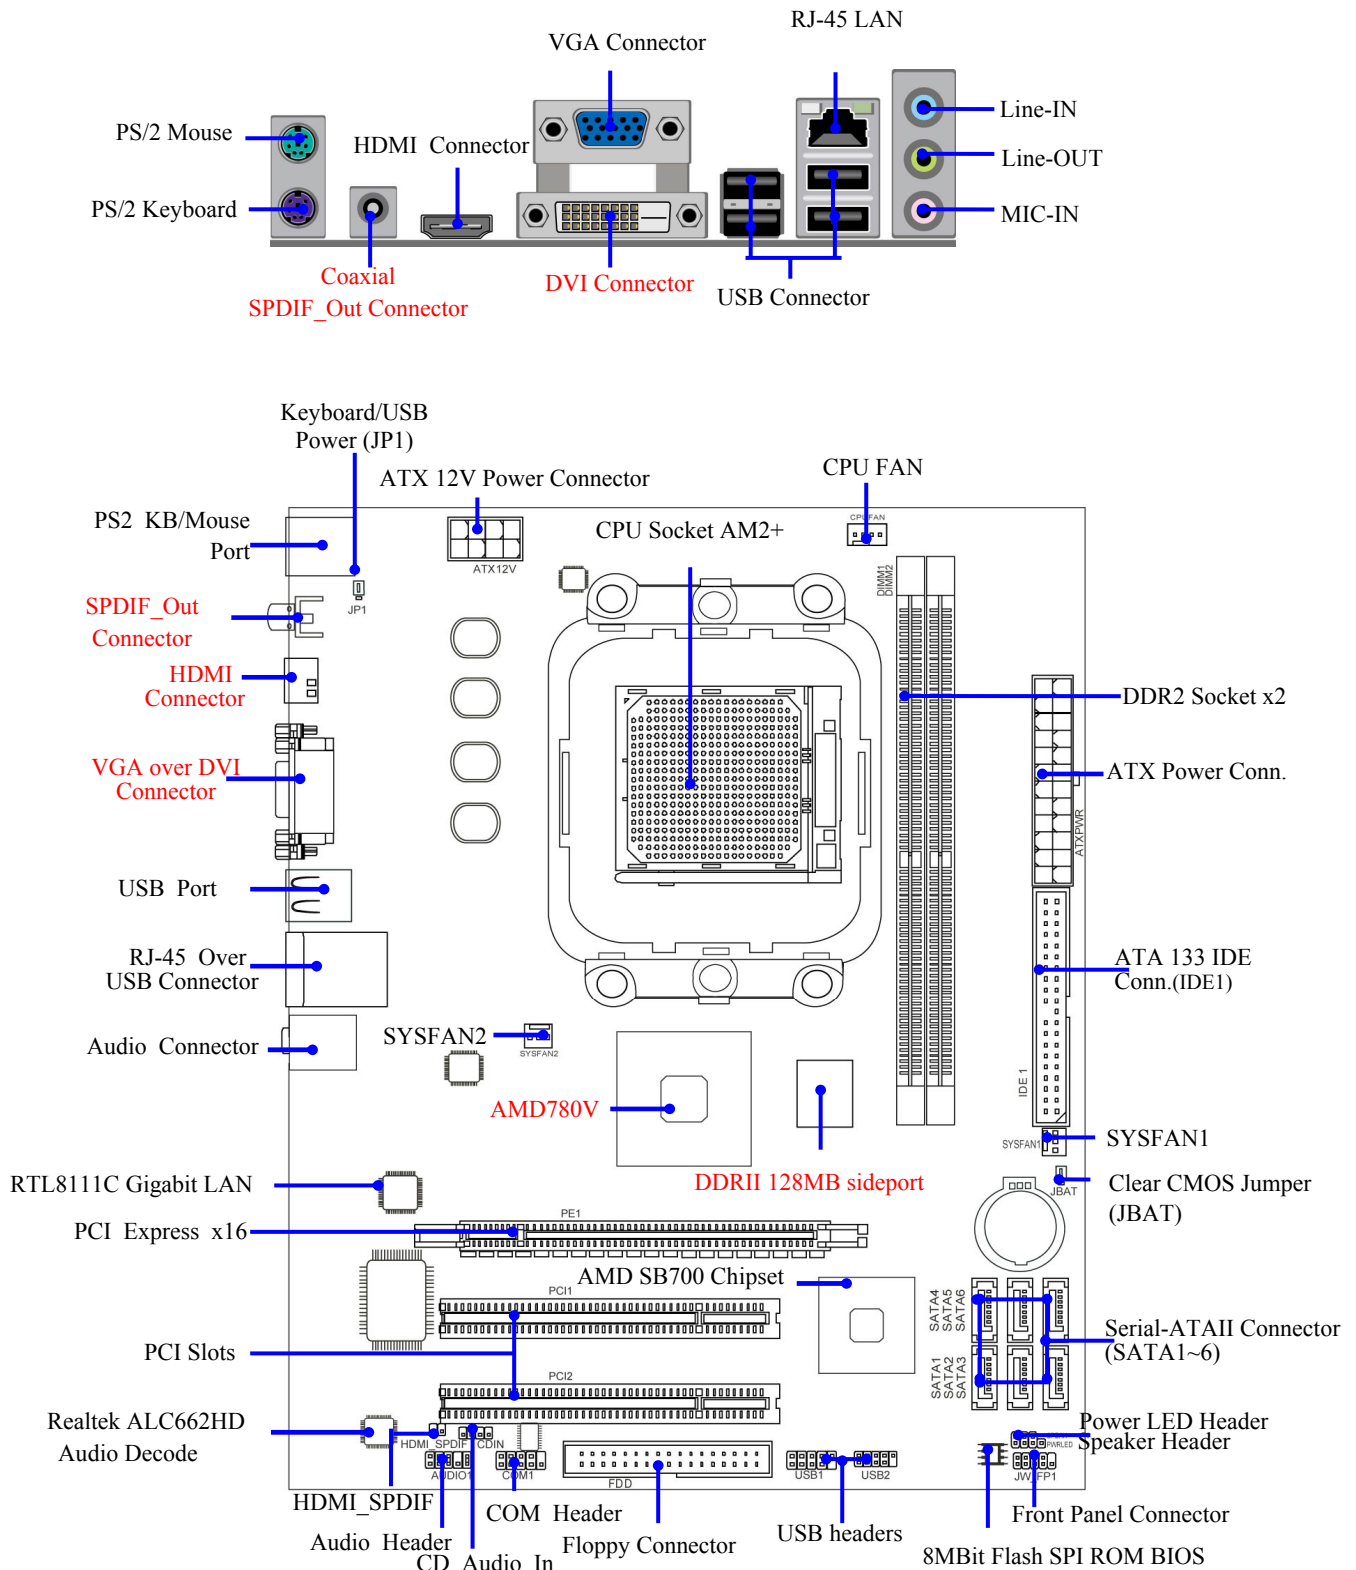 RJ-45 LAN
VGA Connector
PS/2 Mouse
HDMI Connector
Line-IN
Line-OUT
PS/2 Keyboard
MIC-IN
Coaxial
SPDIF_Out Connector
DVI Connector
USB Connector
Keyboard/USB
Power (JP1)
ATX 12V Power Connector
CPU FAN
PS2 KB/Mouse
Port
CPU Socket AM2+
CPUFAN
ATX12V
DIMM1
DIMM2
JP1
SPDIF_Out
Connector
HDMI
Connector
DDR2 Socket x2
VGA over DVI
Connector
ATX Power Conn.
ATXPWR
USB Port
RJ-45 Over
USB Connector
ATA 133 IDE
Conn.(IDE1)
Audio Connector
SYSFAN2
SYSFAN2
IDE 1
AMD780V
SYSFAN1
SYSFAN1
RTL8111C Gigabit LAN
DDRII 128MB sideport
JBAT
Clear CMOS Jumper
(JBAT)
PCI Express x16
PE1
AMD SB700 Chipset
PCI1
SATA4
SATA5
SATA6
Serial-ATAII Connector
(SATA1~6)
PCI Slots
SATA1
SATA2
SATA3
PCI2
Realtek ALC662HD
Audio Decode
Power LED Header
Speaker Header
HDMI_SPDIF
CDIN
PWRLED
AUDIO1
COM1
FDD
USB1
USB2
JW_FP1
HDMI_SPDIF
COM Header
Front Panel Connector
Audio Header
Floppy Connector
USB headers
8MBit Flash SPI ROM BIOS
CD Audio In